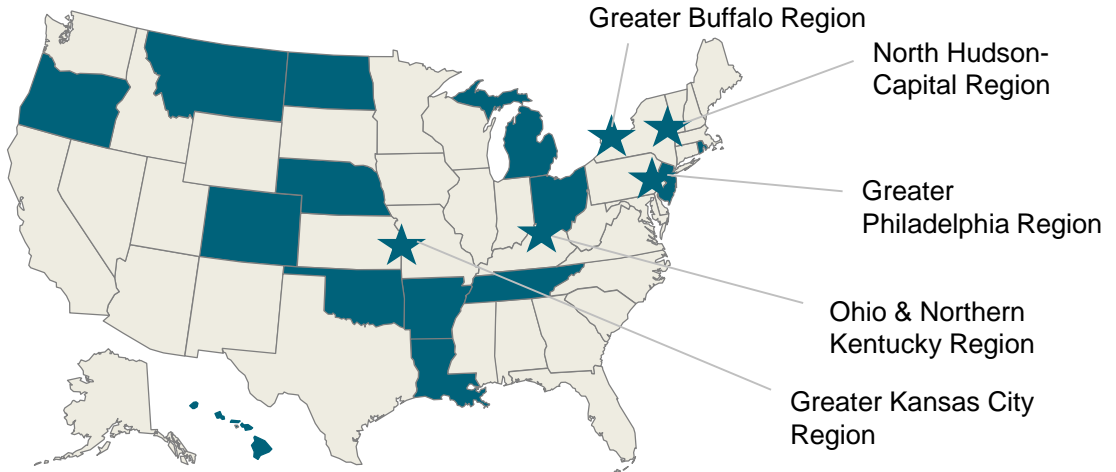 Greater Buffalo Region
North Hudson-
Capital Region
Greater
Philadelphia Region
Ohio & Northern
Kentucky Region
Greater Kansas City
Region